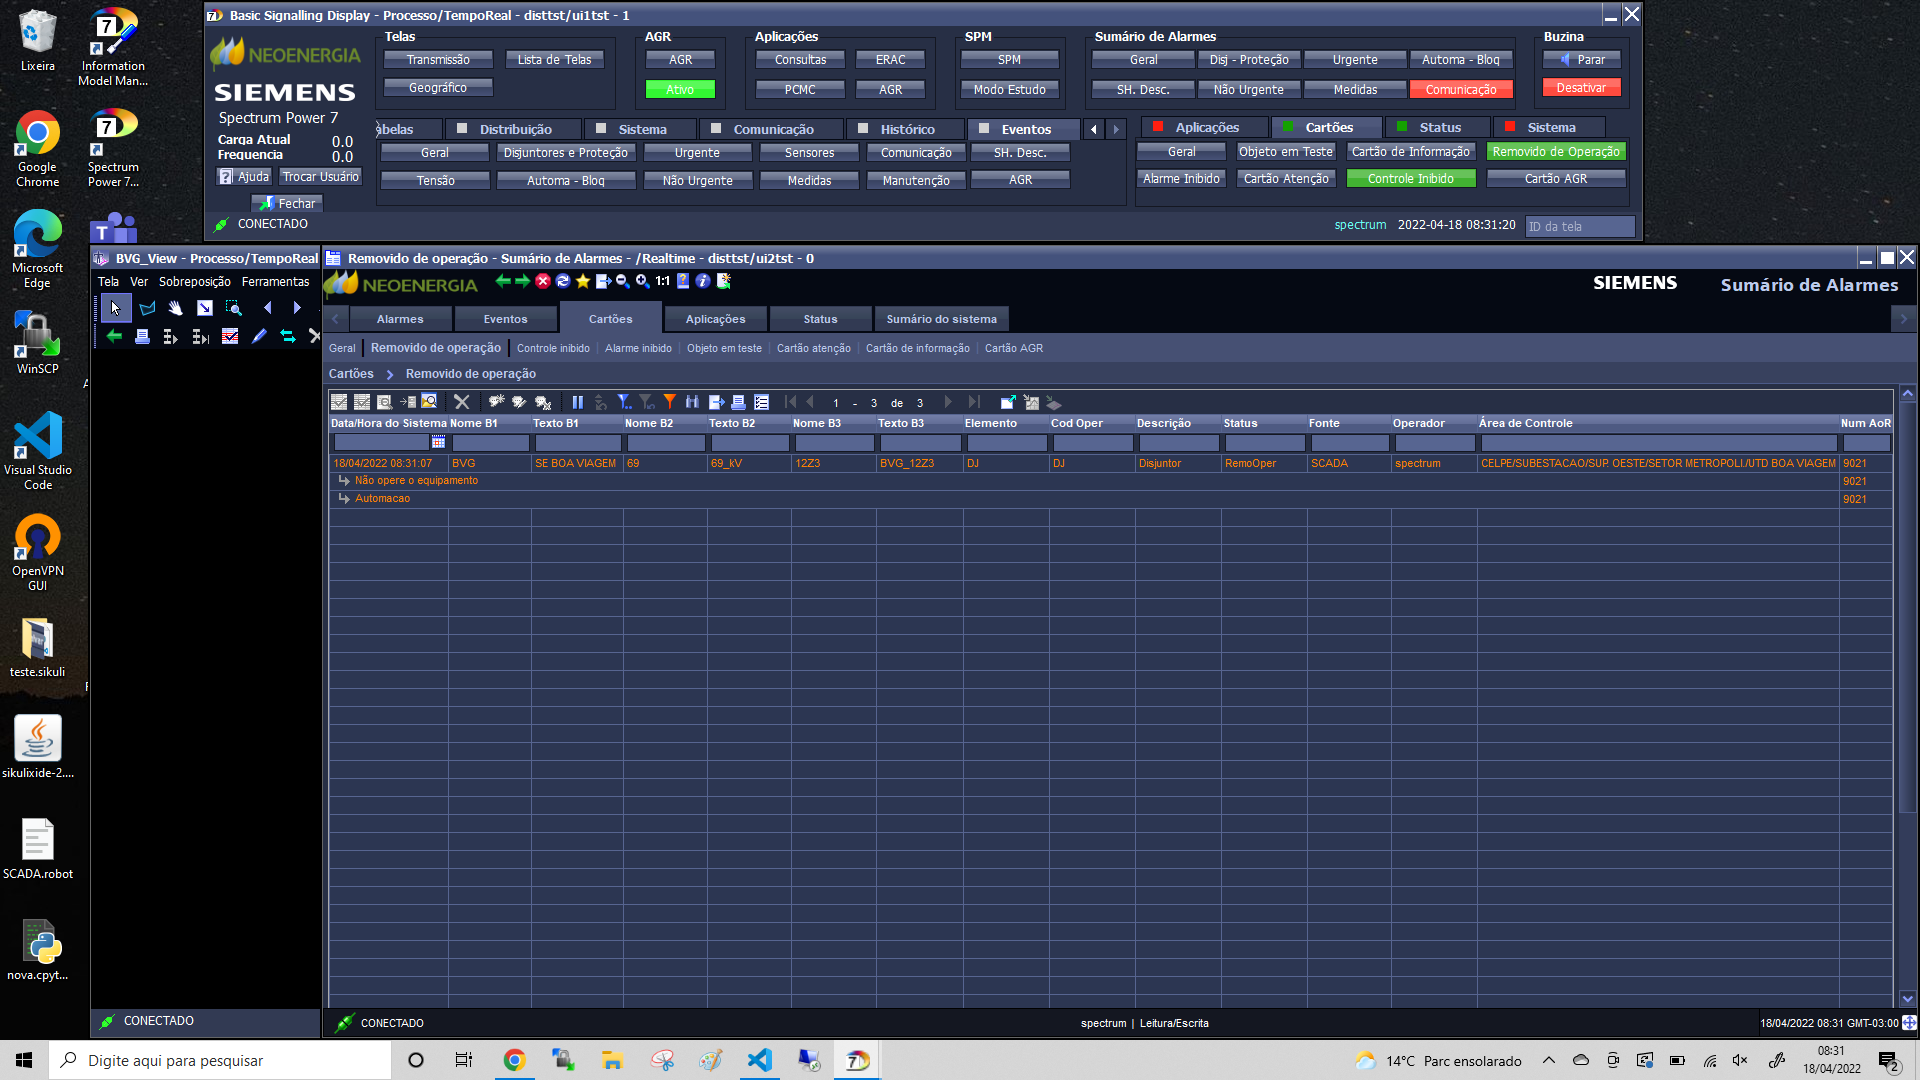 Basic Signalling Display - Processo/TempoReal - disttst/ui1tst - 1
NEOENERGIA
SIEMENS
Spectrum Power 7
Carga Atual 0.0
Frequencia 0.0
Ajuda Trocar Usuário
Fechar
CONECTADO
Telas
Transmissão Lista de Telas
Geográfico
AGR
AGR
Ativo
Aplicações
Consultas ERAC
PCMC AGR
SPM
SPM
Modo Estudo
Sumário de Alarmes
Geral Disj - Proteção Urgente Automa - Bloq
SH. Desc. Não Urgente Medidas Comunicação
Buzina
Parar
Desativar
abelas Distribuição Sistema Comunicação Histórico Eventos
Geral Disjuntores e Proteção Urgente Sensores Comunicação SH. Desc.
Tensão Automa - Bloq Não Urgente Medidas Manutenção AGR
Aplicações Cartões Status Sistema
Geral Objeto em Teste Cartão de Informação Removido de Operação
Alarme Inibido Cartão Atenção Controle Inibido Cartão AGR
spectrum 2022-04-18 08:31:20 ID da tela
Lixeira
Information Model Man...
Google Chrome
Spectrum Power 7...
Microsoft Edge
WinSCP
Visual Studio Code
OpenVPN GUI
teste.sikuli
sikulixide-2....
SCADA.robot
nova.cpyt...
BVG_View - Processo/TempoReal
Tela Ver Sobreposição Ferramentas
CONECTADO
Removido de operação - Sumário de Alarmes - /Realtime - disttst/ui2tst - 0
NEOENERGIA 1:1 SIEMENS Sumário de Alarmes
Alarmes Eventos Cartões Aplicações Status Sumário do sistema
Geral Removido de operação Controle inibido Alarme inibido Objeto em teste Cartão atenção Cartão de informação Cartão AGR
Cartões Removido de operação
1 - 3 de 3
Data/Hora do Sistema Nome B1 Texto B1 Nome B2 Texto B2 Nome B3 Texto B3 Elemento Cod Oper Descrição Status Fonte Operador Área de Controle Num AoR
18/04/2022 08:31:07 BVG SE BOA VIAGEM 69 69_kV 12Z3 BVG_12Z3 DJ DJ Disjuntor RemoOper SCADA spectrum CELPE/SUBESTACAO/SUP. OESTE/SETOR METROPOLI./UTD BOA VIAGEM 9021
Não opere o equipamento 9021
Automacao 9021
CONECTADO spectrum | Leitura/Escrita 18/04/2022 08:31 GMT-03:00
Digite aqui para pesquisar
14°C Parc ensolarado
08:31
18/04/2022
2